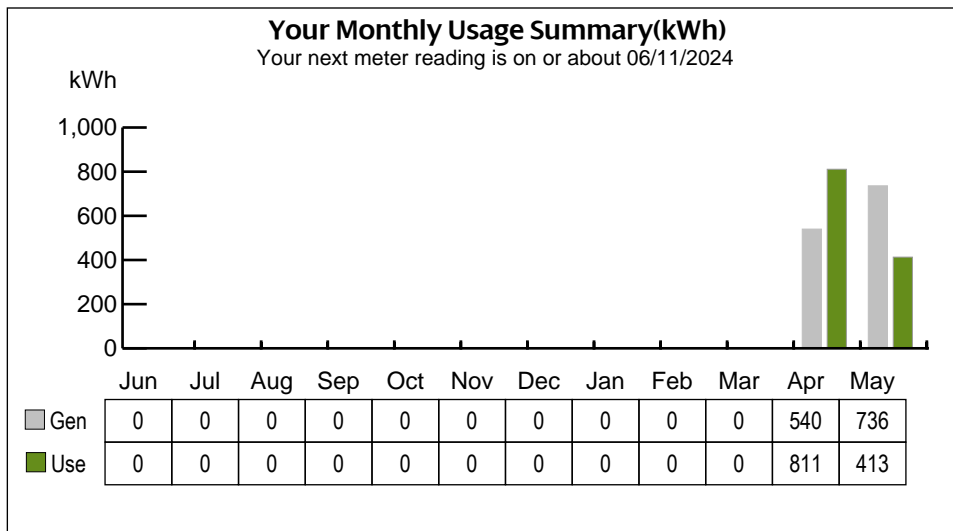 Your Monthly Usage Summary(kWh)
Your next meter reading is on or about 06/11/2024
kWh
1,000
800
600
400
200
0
Jun Jul Aug Sep Oct Nov Dec Jan Feb Mar Apr May
Gen 0 0 0 0 0 0 0 0 0 0 540 736
Use 0 0 0 0 0 0 0 0 0 0 811 413